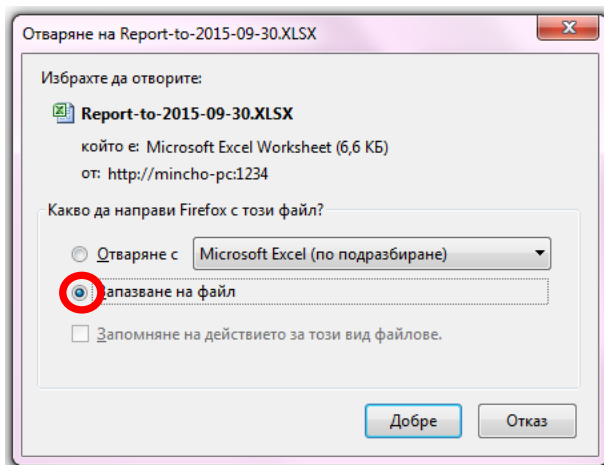 Отваряне на Report-to-2015-09-30.XLSX
Избрахте да отворите:
Report-to-2015-09-30.XLSX
който е: Microsoft Excel Worksheet (6,6 КБ)
от: http://mincho-pc:1234
Какво да направи Firefox с този файл?
Отваряне с Microsoft Excel (по подразбиране)
Запазване на файл
Запомняне на действието за този вид файлове.
Добре Отказ